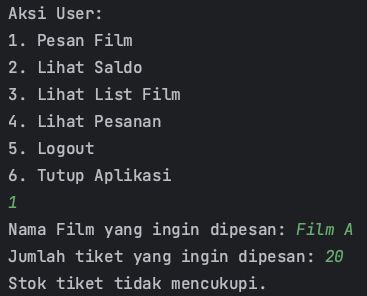 Aksi User:
1. Pesan Film
2. Lihat Saldo
3. Lihat List Film
4. Lihat Pesanan
5. Logout
6. Tutup Aplikasi
1
Nama Film yang ingin dipesan: Film A
Jumlah tiket yang ingin dipesan: 20
Stok tiket tidak mencukupi.